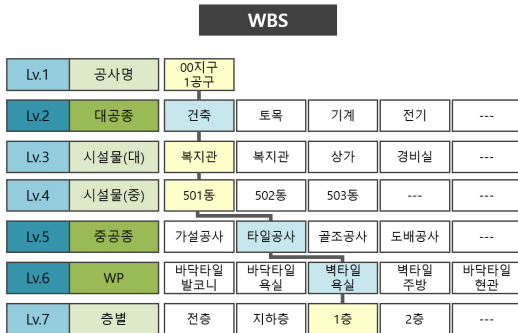 WBS
Lv.1 공사명 00지구
1공구
Lv.2 대공종 건축 토목 기계 전기 ---
Lv.3 시설물(대) 복지관 복지관 상가 경비실 ---
Lv.4 시설물(중) 501동 502동 503동 --- ---
Lv.5 중공종 가설공사 타일공사 골조공사 도배공사 ---
Lv.6 WP 바닥타일 바닥타일 벽타일 벽타일 바닥타일
발코니 욕실 욕실 주방 현관
Lv.7 층별 전층 지하층 1층 2층 ---